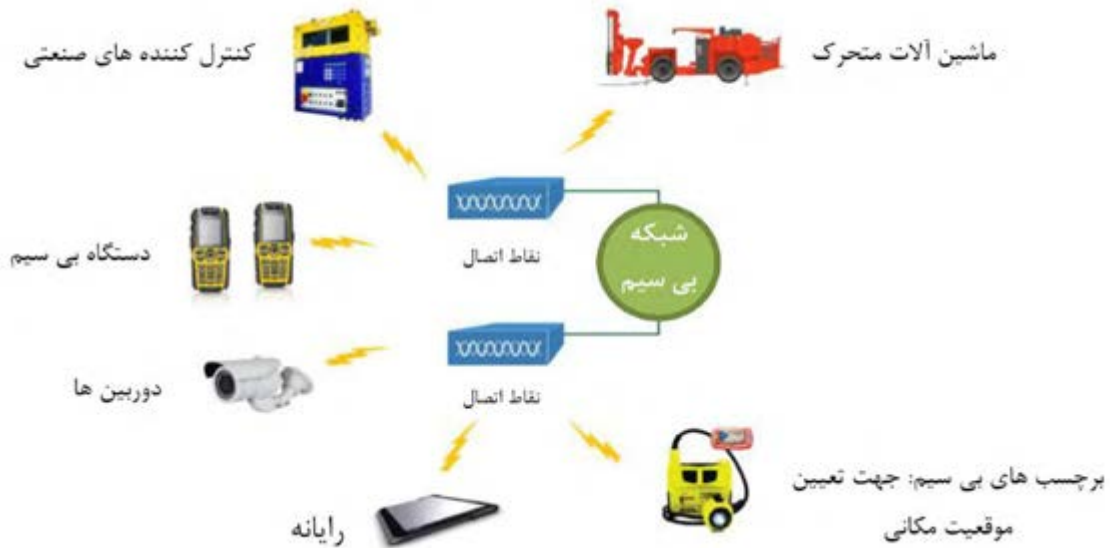 ماشین آلات متحرک
کنترل کننده های صنعتی
شبکه
بی سیم
نقاط اتصال
دستگاه بی سیم
نقاط اتصال
دوربین ها
برچسب های بی سیم: جهت تعیین
موقعیت مکانی
رایانه